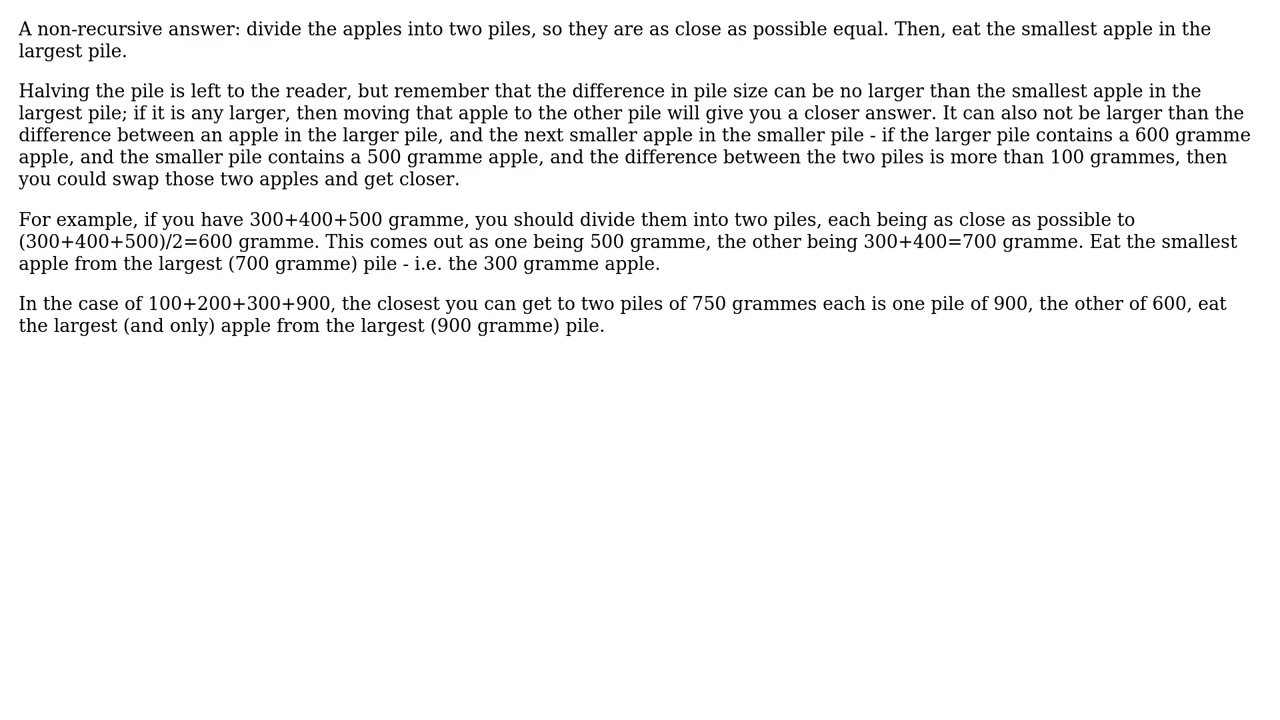 A non-recursive answer: divide the apples into two piles, so they are as close as possible equal. Then, eat the smallest apple in the
largest pile.
Halving the pile is left to the reader, but remember that the difference in pile size can be no larger than the smallest apple in the
largest pile; if it is any larger, then moving that apple to the other pile will give you a closer answer. It can also not be larger than the
difference between an apple in the larger pile, and the next smaller apple in the smaller pile - if the larger pile contains a 600 gramme
apple, and the smaller pile contains a 500 gramme apple, and the difference between the two piles is more than 100 grammes, then
you could swap those two apples and get closer.
For example, if you have 300+400+500 gramme, you should divide them into two piles, each being as close as possible to
(300+400+500)/2=600 gramme. This comes out as one being 500 gramme, the other being 300+400=700 gramme. Eat the smallest
apple from the largest (700 gramme) pile - i.e. the 300 gramme apple.
In the case of 100+200+300+900, the closest you can get to two piles of 750 grammes each is one pile of 900, the other of 600, eat
the largest (and only) apple from the largest (900 gramme) pile.